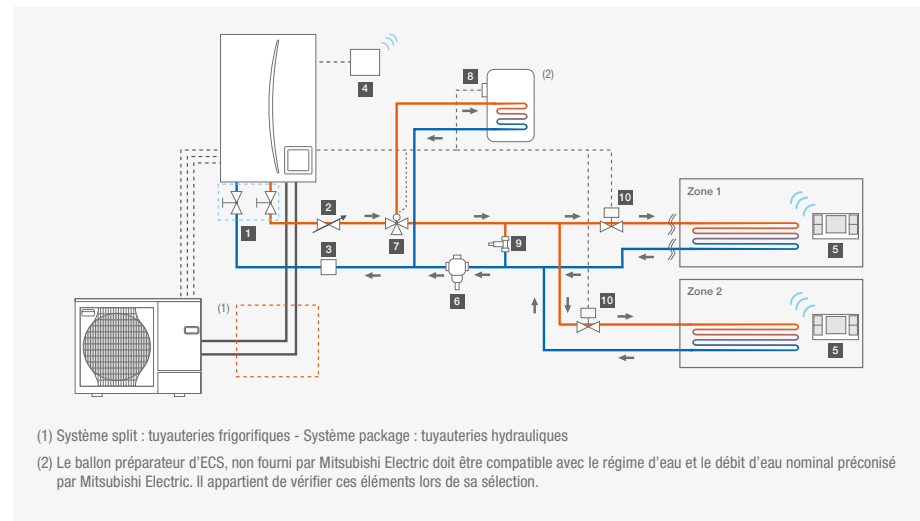 4
8
(2)
1
2
3
7
6
9
10
Zone 1
5
10
Zone 2
5
(1)
(1) Système split : tuyauteries frigorifiques - Système package : tuyauteries hydrauliques
(2) Le ballon préparateur d’ECS, non fourni par Mitsubishi Electric doit être compatible avec le régime d’eau et le débit d’eau nominal préconisé
par Mitsubishi Electric. Il appartient de vérifier ces éléments lors de sa sélection.